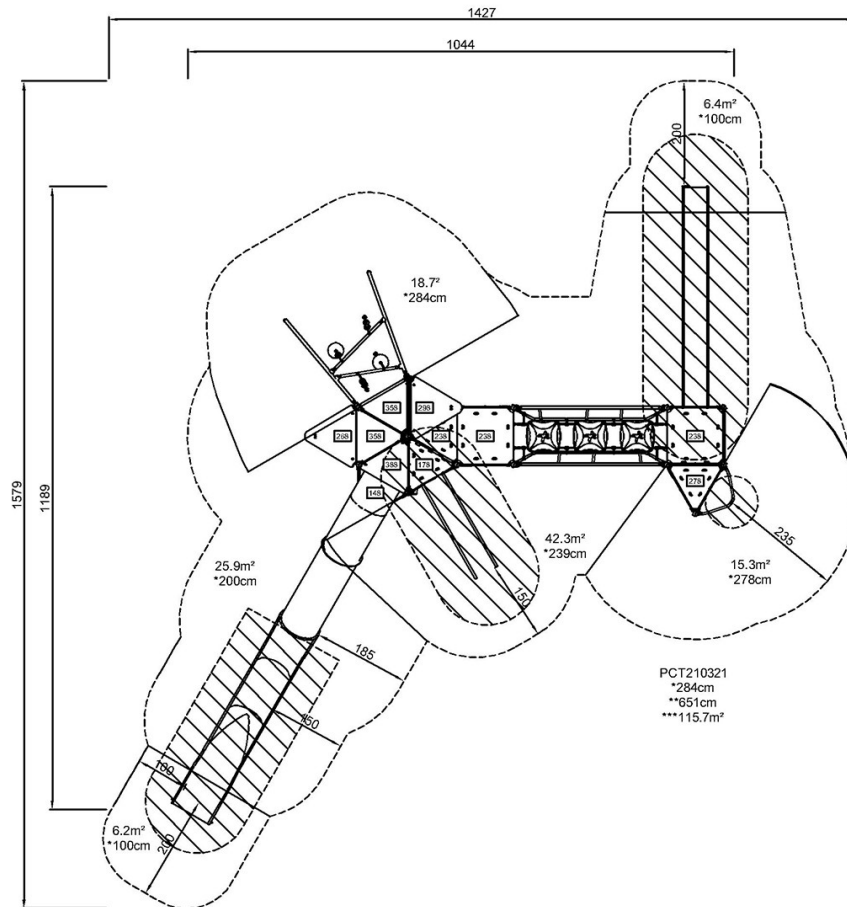 1427
1044
6.4m²
*100cm
200
18.7²
*284cm
1579
1189
358
298
268
358
238
238
238
388
178
148
278
42.3m²
*239cm
235
15.3m²
*278cm
25.9m²
*200cm
150
185
PCT210321
*284cm
**651cm
***115.7m²
150
100
6.2m²
*100cm
200